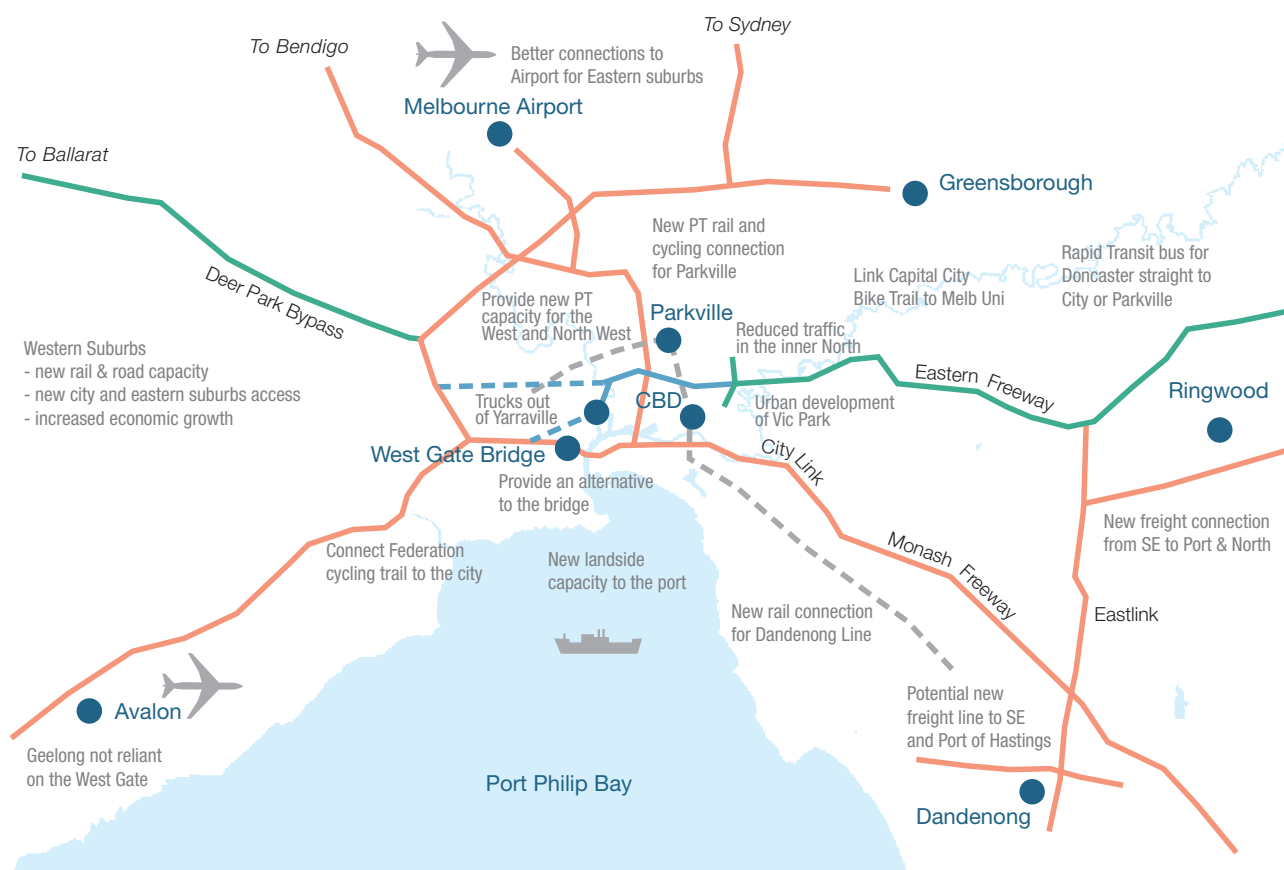 To Sydney
To Bendigo
Better connections to
Airport for Eastern suburbs
Melbourne Airport
To Ballarat
Greensborough
New PT rail and
cycling connection
for Parkville
Rapid Transit bus for
Doncaster straight to
City or Parkville
Link Capital City
Bike Trail to Melb Uni
Deer Park Bypass
Provide new PT
capacity for the
West and North West
Parkville
Reduced traffic
in the inner North
Western Suburbs
- new rail & road capacity
- new city and eastern suburbs access
- increased economic growth
Eastern Freeway
Ringwood
Trucks out
of Yarraville
CBD
Urban development
of Vic Park
West Gate Bridge
City Link
Provide an alternative
to the bridge
New freight connection
from SE to Port & North
Connect Federation
cycling trail to the city
New landside
capacity to the port
Monash Freeway
New rail connection
for Dandenong Line
Eastlink
Avalon
Potential new
freight line to SE
and Port of Hastings
Geelong not reliant
on the West Gate
Port Philip Bay
Dandenong